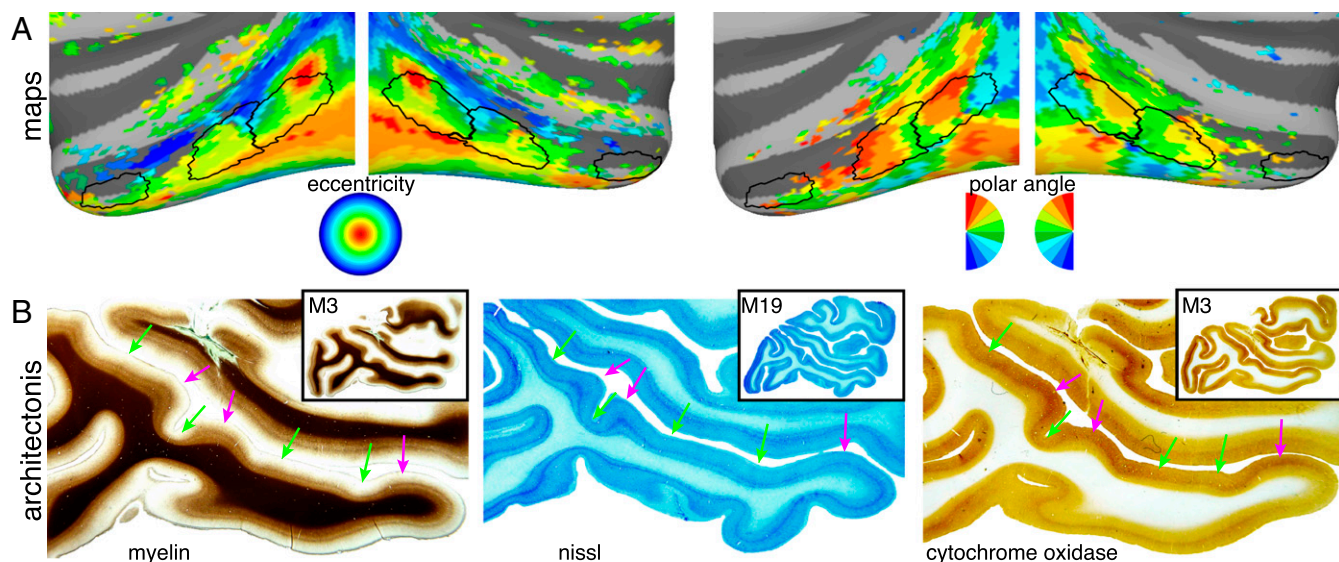 A
maps
eccentricity
polar angle
B
architectonis
M3
M19
M3
myelin
nissl
cytochrome oxidase